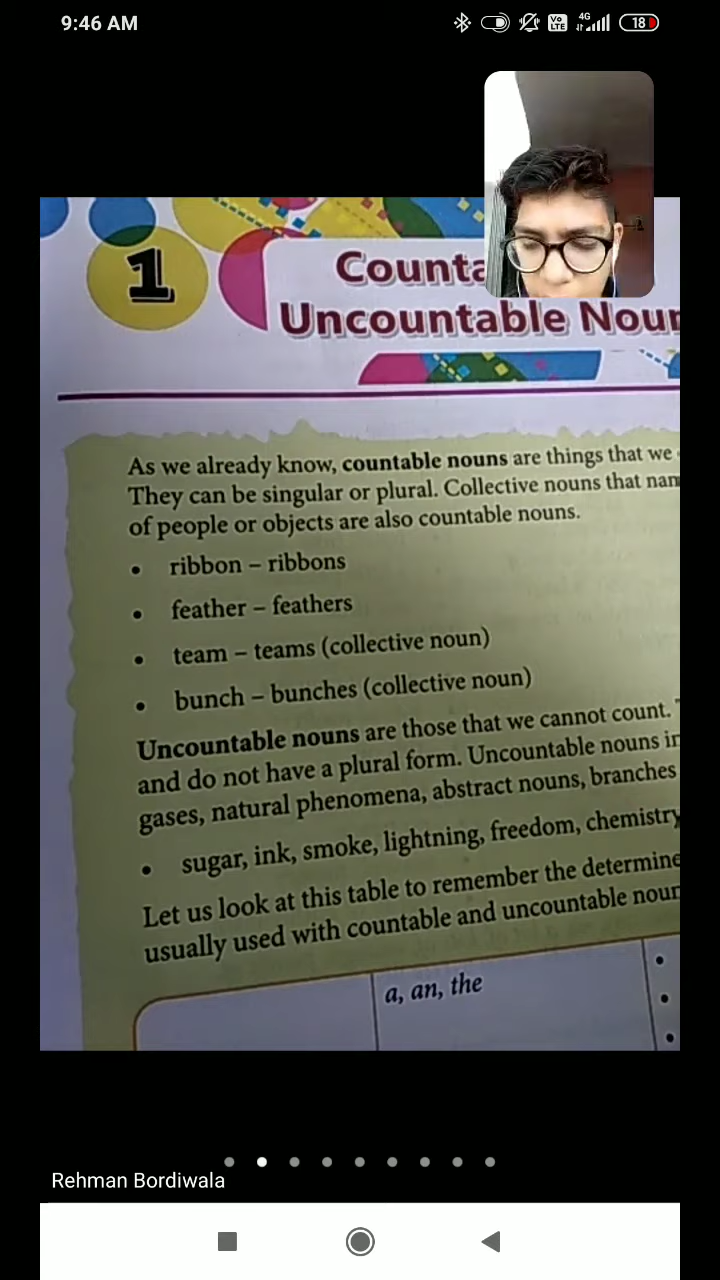 9:46 AM
Vo LTE 4G 18
1
Counta
Uncountable Nour
As we already know, countable nouns are things that we
They can be singular or plural. Collective nouns that nam
of people or objects are also countable nouns.
• ribbon – ribbons
• feather – feathers
• team – teams (collective noun)
• bunch – bunches (collective noun)
Uncountable nouns are those that we cannot count.
and do not have a plural form. Uncountable nouns in
gases, natural phenomena, abstract nouns, branches
• sugar, ink, smoke, lightning, freedom, chemistry
Let us look at this table to remember the determine
usually used with countable and uncountable nour
a, an, the
Rehman Bordiwala